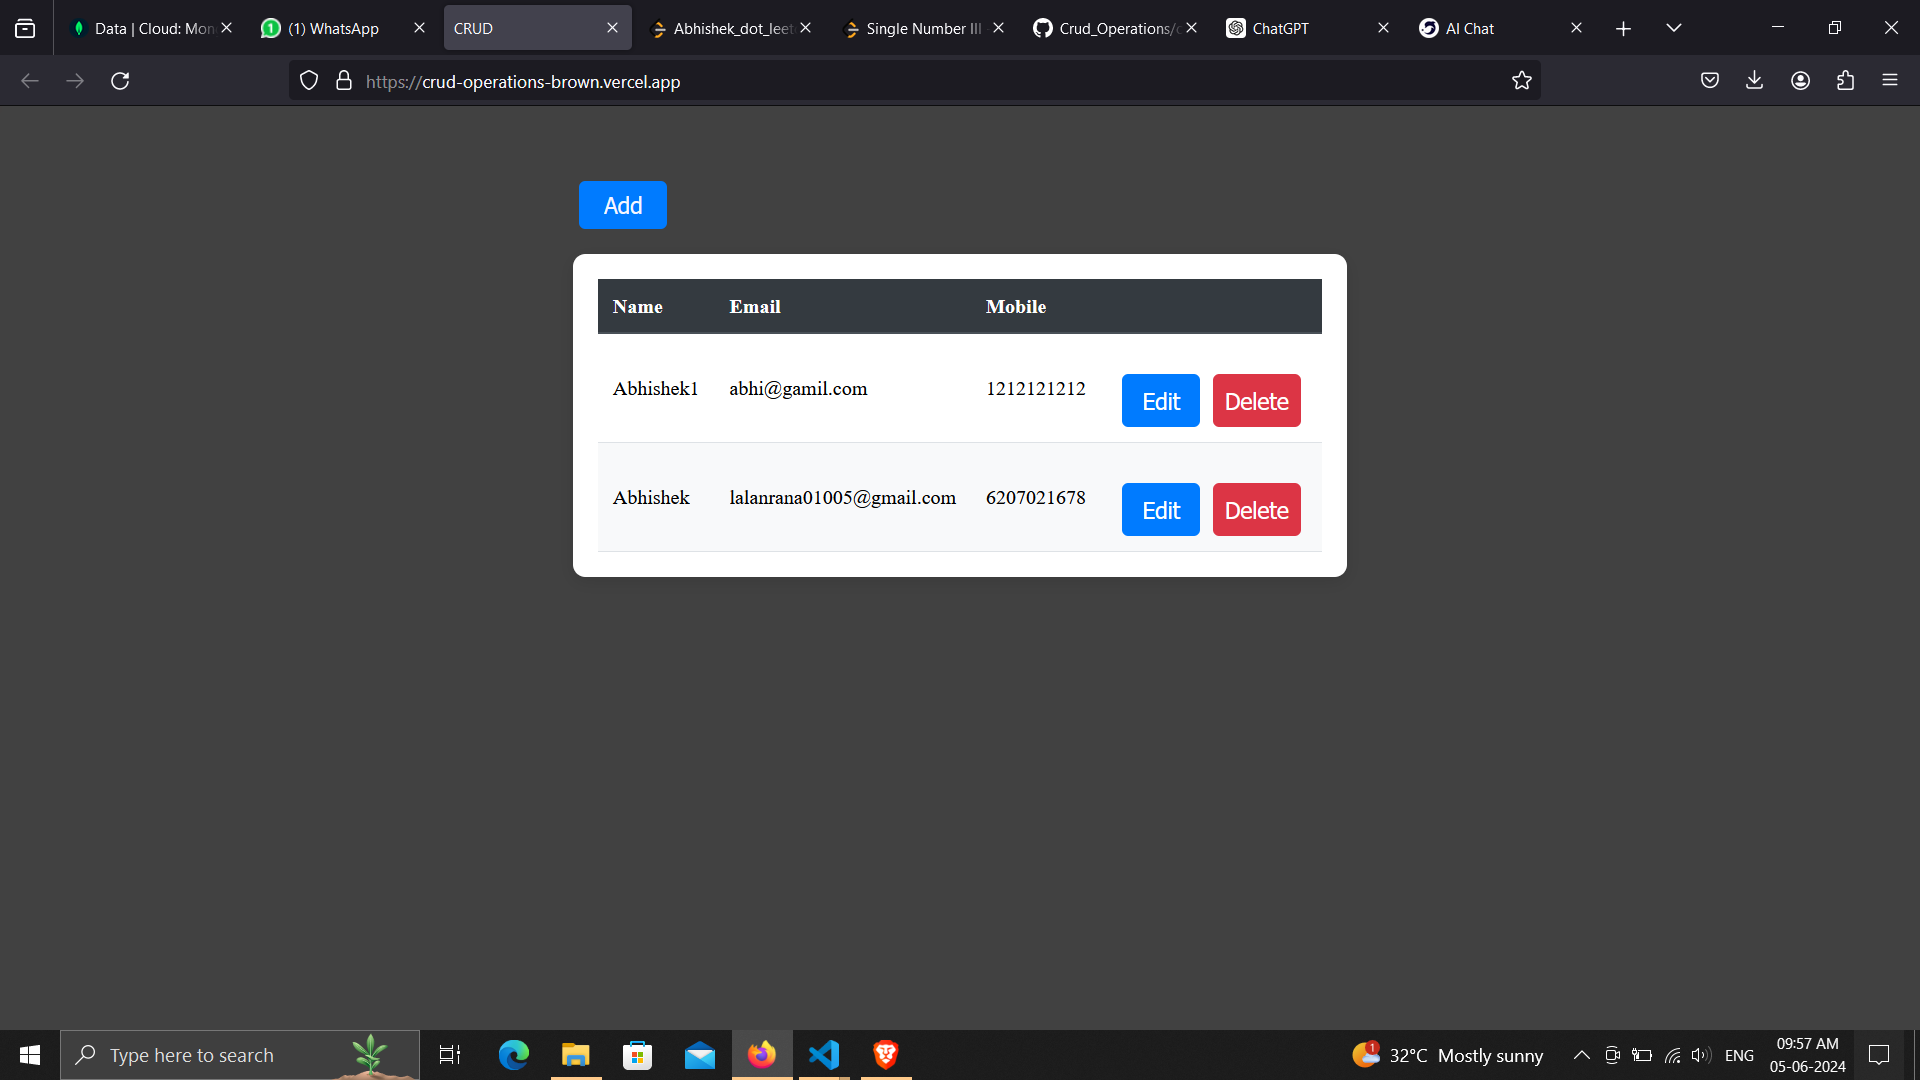 Data | Cloud: Mon
(1) WhatsApp
CRUD
Abhishek_dot_leet
Single Number III
Crud_Operations/c
ChatGPT
AI Chat
https://crud-operations-brown.vercel.app
Add
Name Email Mobile
Abhishek1 abhi@gamil.com 1212121212 Edit Delete
Abhishek lalanrana01005@gmail.com 6207021678 Edit Delete
Type here to search
1
32°C Mostly sunny
ENG
09:57 AM
05-06-2024